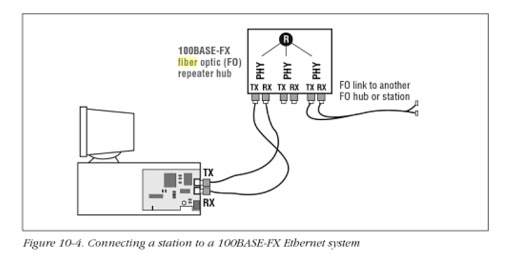 100BASE-FX
fiber optic (FO)
repeater hub
R
PHY PHY PHY
TX RX TX RX TX RX
FO link to another
FO hub or station
TX
RX
Figure 10-4. Connecting a station to a 100BASE-FX Ethernet system